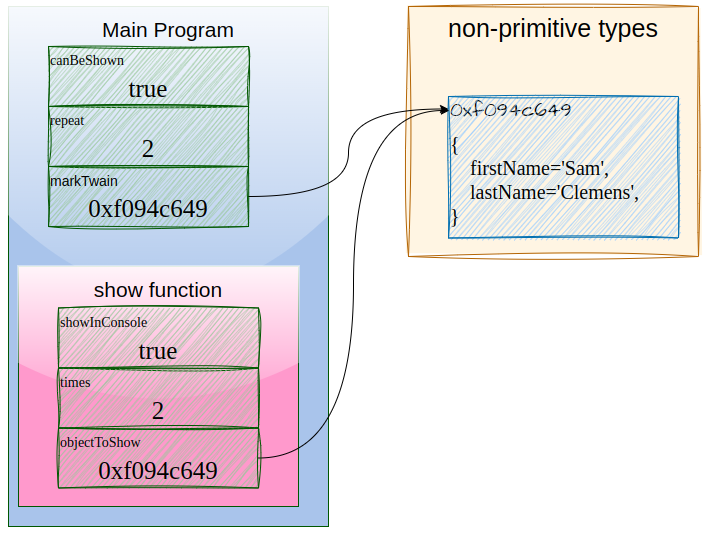 Main Program
canBeShown
true
repeat
2
markTwain
0xf094c649
show function
showInConsole
true
times
2
objectToShow
0xf094c649
non-primitive types
0xf094c649
{
firstName='Sam',
lastName='Clemens',
}